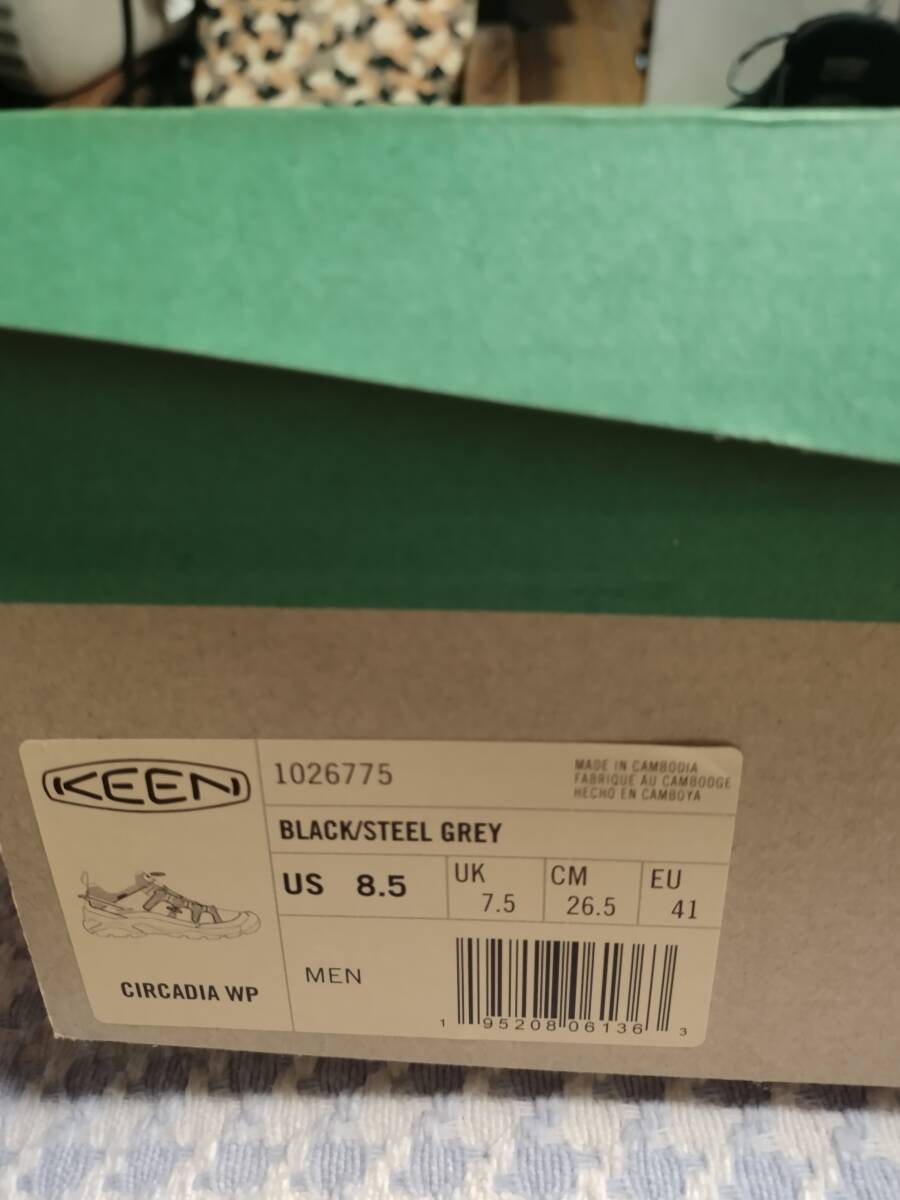 KEEN
1026775
MADE IN CAMBODIA
FABRIQUÉ AU CAMBODGE
HECHO EN CAMBOYA
BLACK/STEEL GREY
US 8.5
UK 7.5
CM 26.5
EU 41
MEN
CIRCADIA WP
1 95208 06136 3